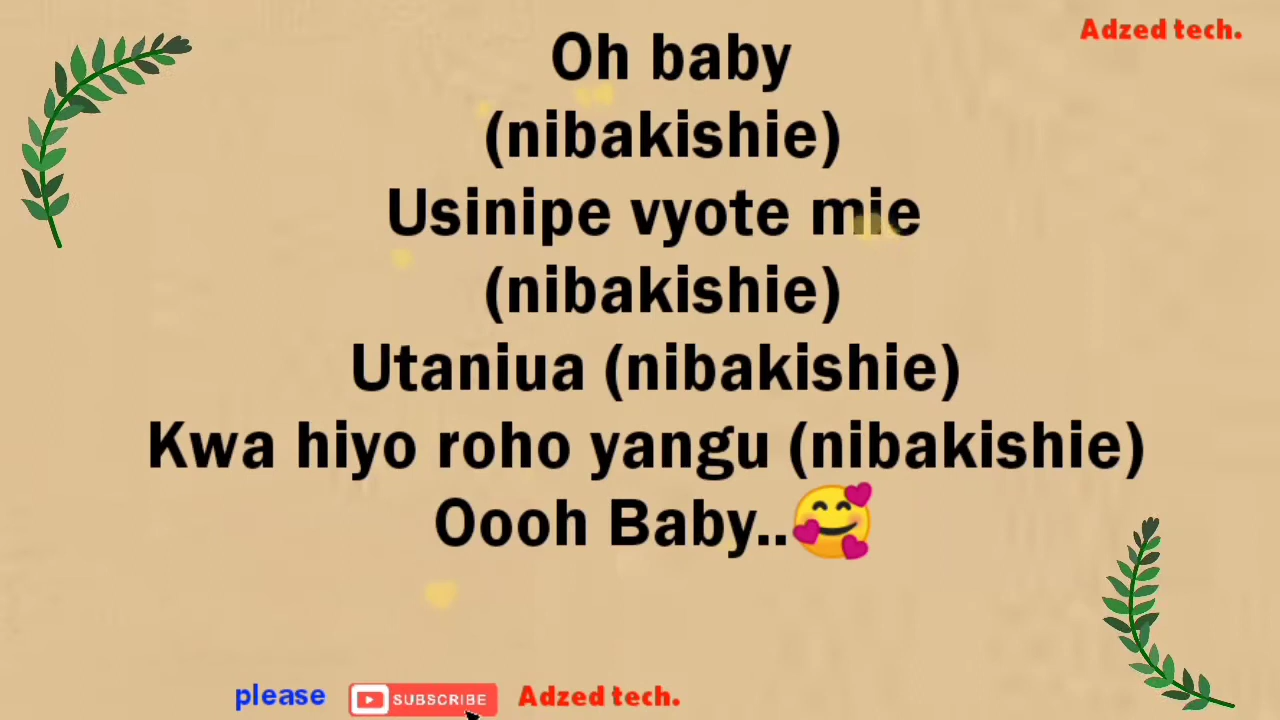 Adzed tech.
Oh baby
(nibakishie)
Usinipe vyote mie
(nibakishie)
Utaniua (nibakishie)
Kwa hiyo roho yangu (nibakishie)
Oooh Baby..🥰
please SUBSCRIBE Adzed tech.